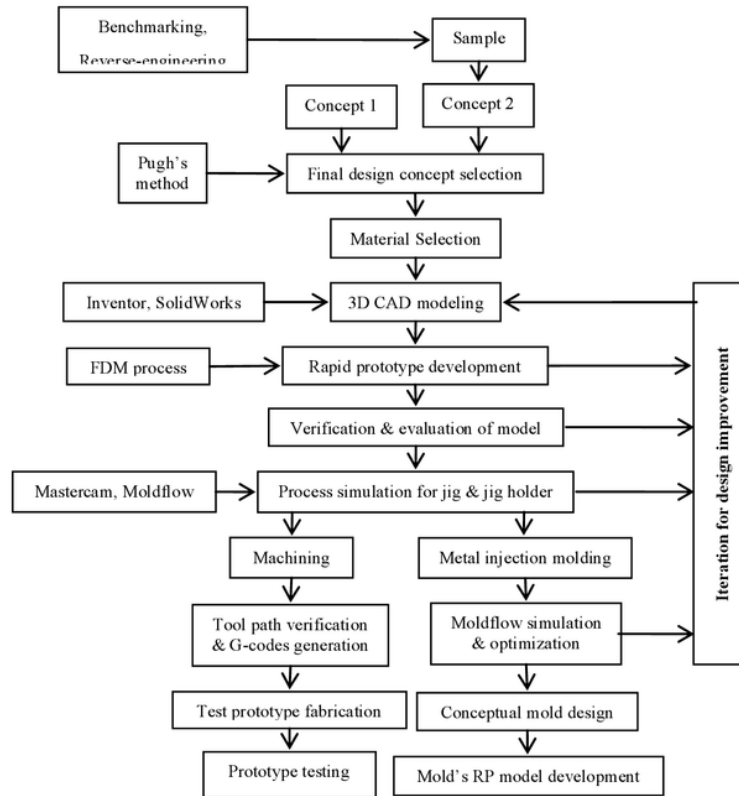 Benchmarking,
Reverse-engineering
Sample
Concept 1
Concept 2
Pugh's
method
Final design concept selection
Material Selection
Inventor, SolidWorks
3D CAD modeling
FDM process
Rapid prototype development
Verification & evaluation of model
Mastercam, Moldflow
Process simulation for jig & jig holder
Iteration for design improvement
Machining
Metal injection molding
Tool path verification
& G-codes generation
Moldflow simulation
& optimization
Test prototype fabrication
Conceptual mold design
Prototype testing
Mold's RP model development